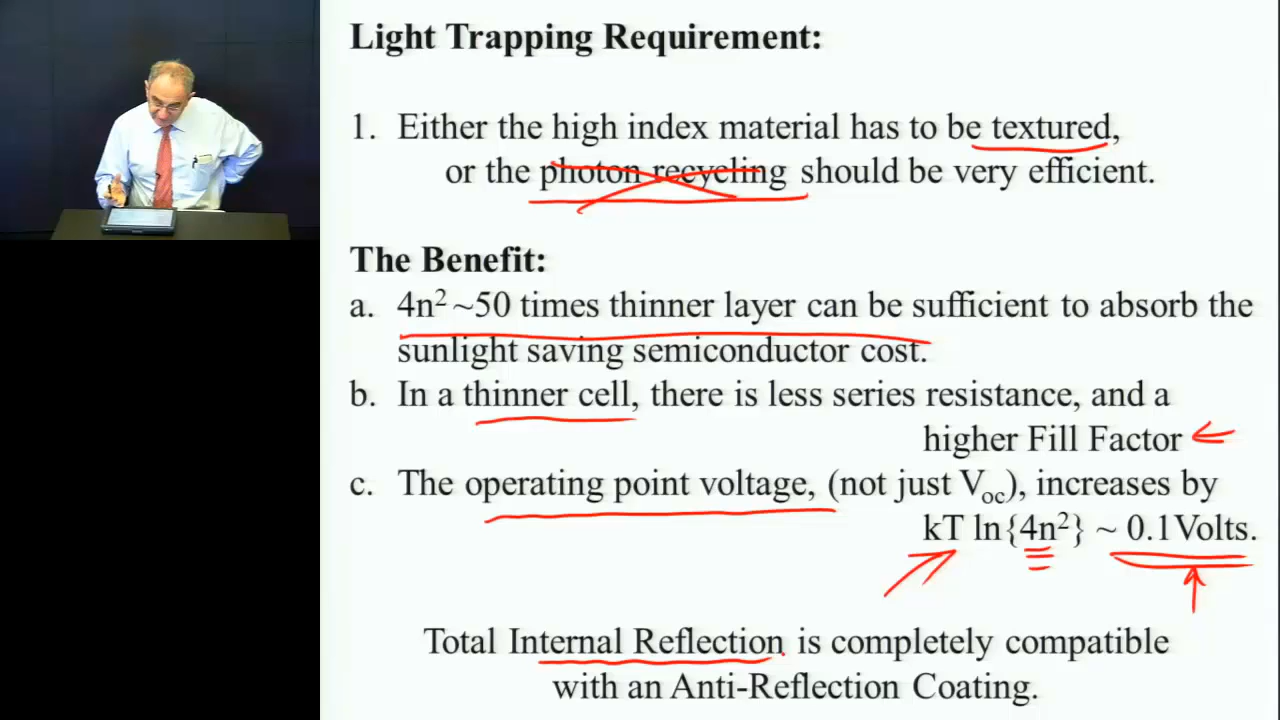 Light Trapping Requirement:
1. Either the high index material has to be textured,
or the photon recycling should be very efficient.
The Benefit:
a. 4n² ~50 times thinner layer can be sufficient to absorb the
sunlight saving semiconductor cost.
b. In a thinner cell, there is less series resistance, and a
higher Fill Factor
c. The operating point voltage, (not just Voc), increases by
kT ln{4n²} ~ 0.1Volts.
Total Internal Reflection is completely compatible
with an Anti-Reflection Coating.